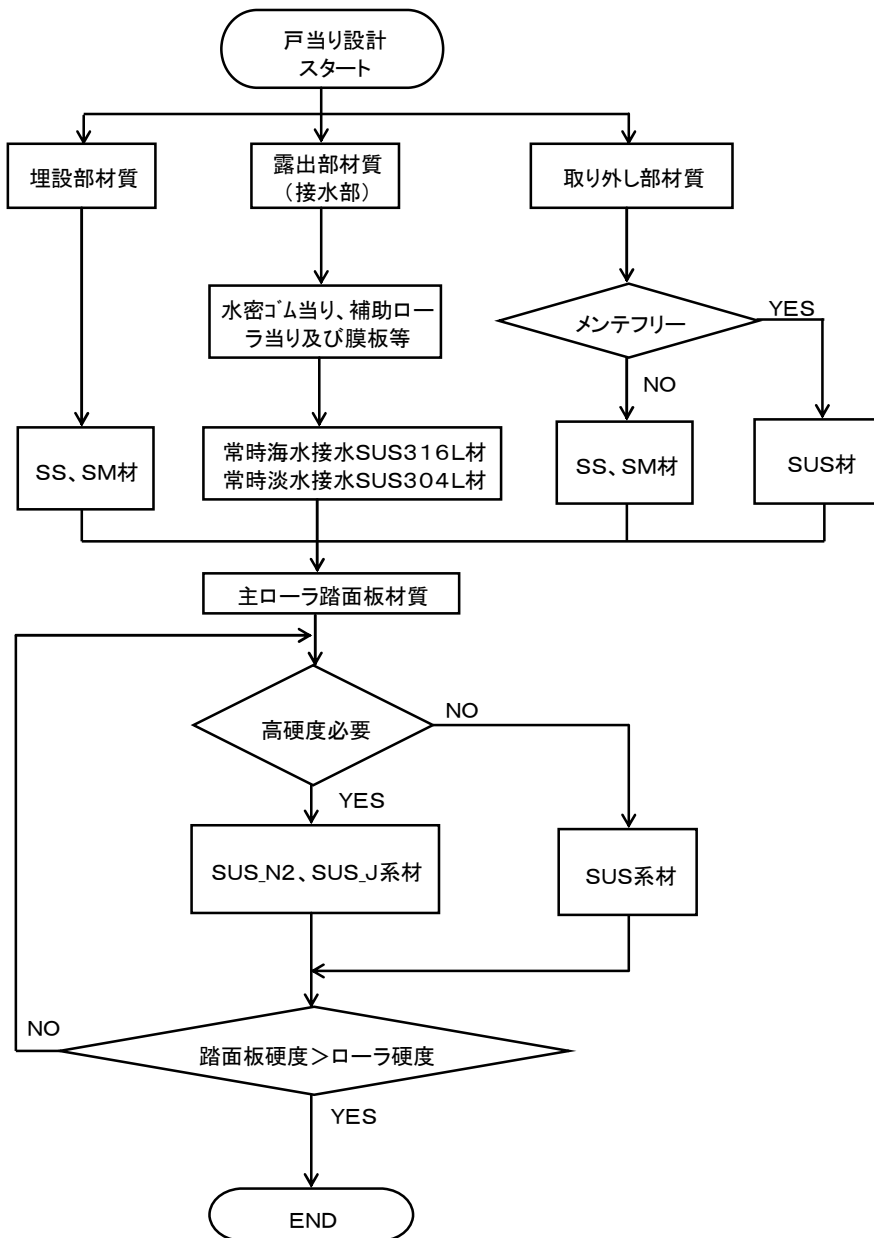 戸当り設計
スタート
埋設部材質
露出部材質
（接水部）
取り外し部材質
水密ｺﾞﾑ当り、補助ロー
ラ当り及び膜板等
メンテフリー
YES
NO
SS、SM材
常時海水接水SUS316L材
常時淡水接水SUS304L材
SS、SM材
SUS材
主ローラ踏面板材質
高硬度必要
NO
YES
SUS_N2、SUS_J系材
SUS系材
NO
踏面板硬度＞ローラ硬度
YES
END